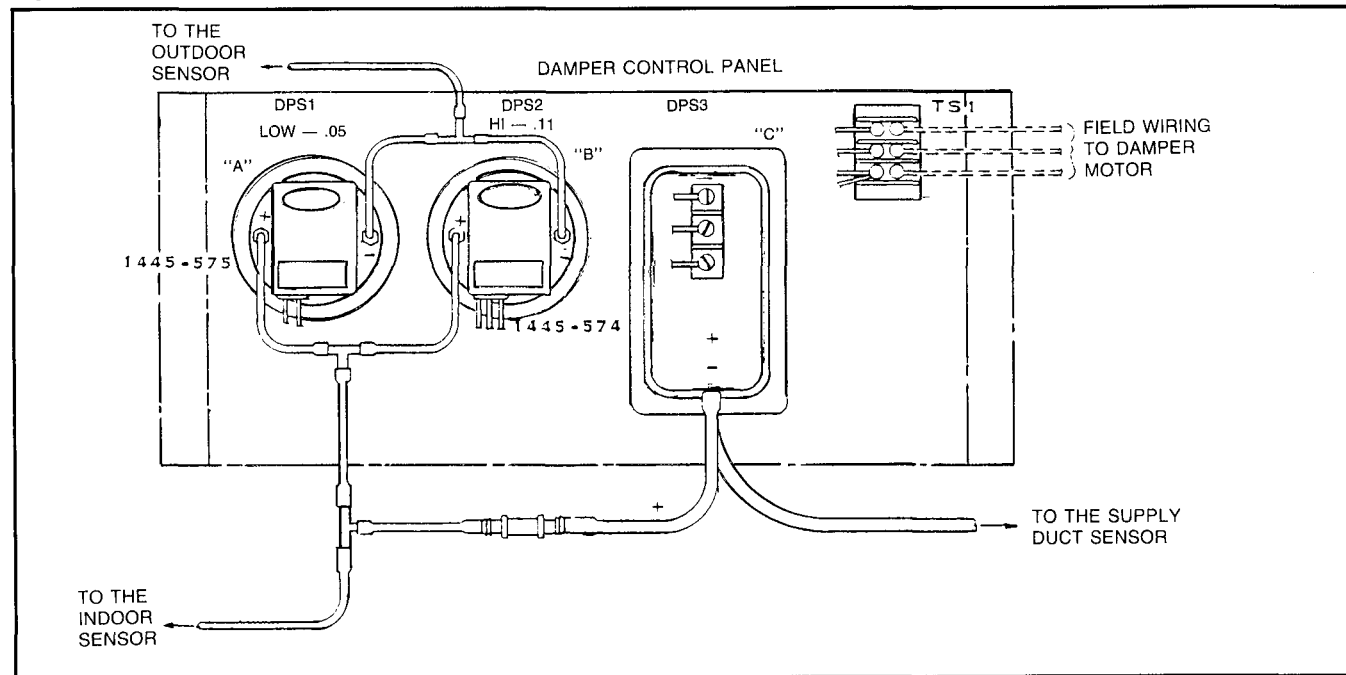 TO THE
OUTDOOR
SENSOR
DAMPER CONTROL PANEL
DPS1
LOW — .05
DPS2
HI — .11
DPS3
TS1
"A"
"B"
"C"
FIELD WIRING
TO DAMPER
MOTOR
+
−
+
−
1445-575
1445-574
+
−
+
TO THE SUPPLY
DUCT SENSOR
TO THE
INDOOR
SENSOR